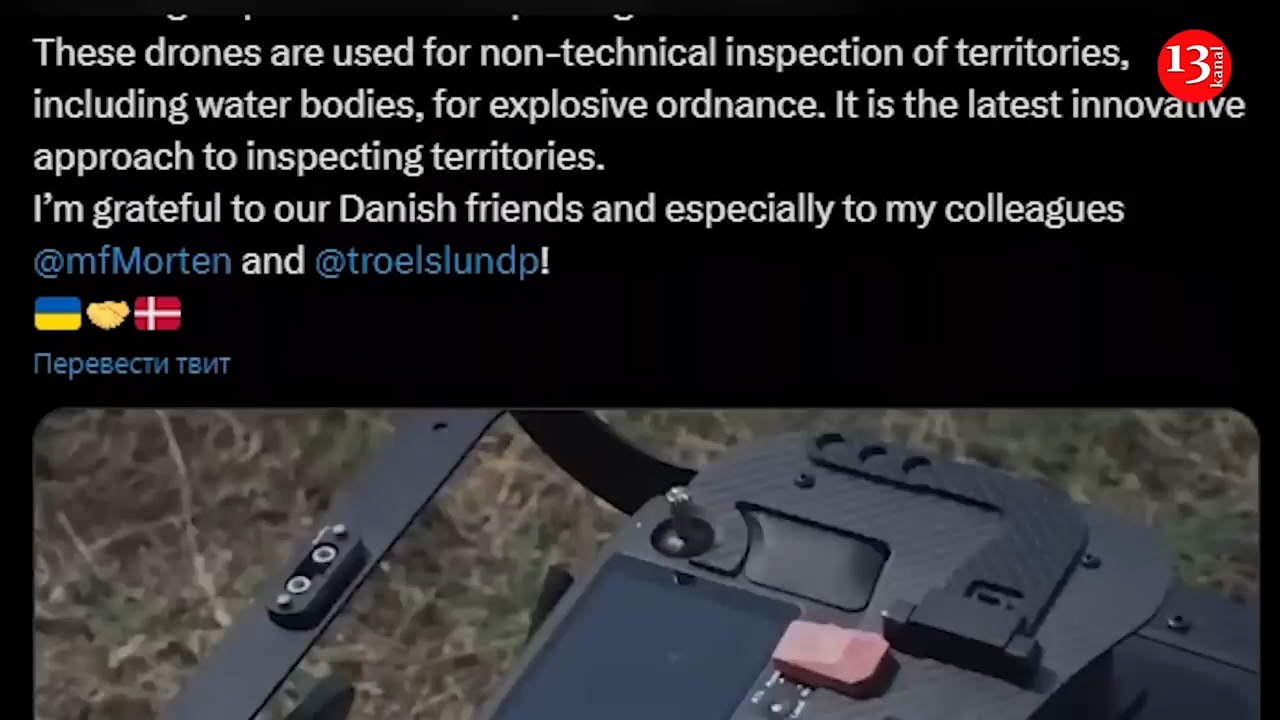 These drones are used for non-technical inspection of territories,
including water bodies, for explosive ordnance. It is the latest innovative
approach to inspecting territories.
I'm grateful to our Danish friends and especially to my colleagues
@mfMorten and @troelslundp!
Перевести твит
13 kanal